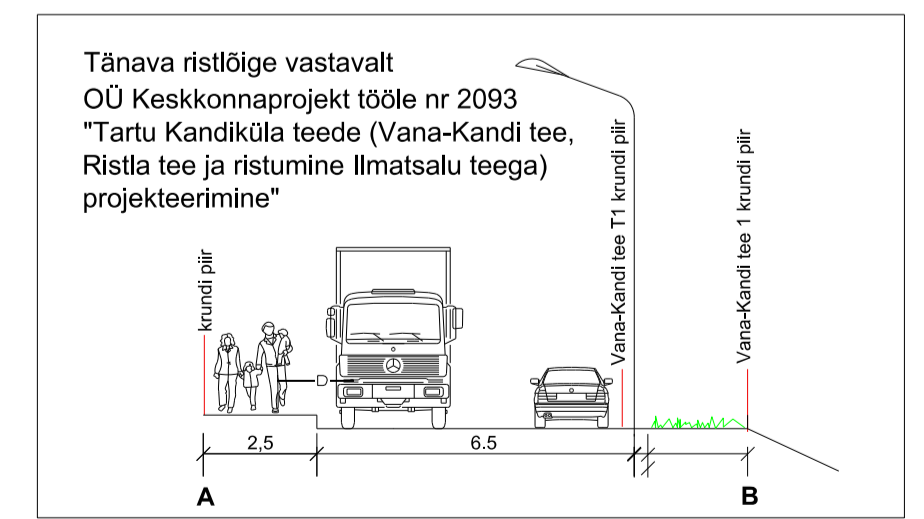 Tänava ristlõige vastavalt
OÜ Keskkonnaprojekt tööle nr 2093
"Tartu Kandiküla teede (Vana-Kandi tee,
Ristla tee ja ristumine Ilmatsalu teega)
projekteerimine"
krundi piir
Vana-Kandi tee T1 krundi piir
Vana-Kandi tee 1 krundi piir
D
2,5
6.5
A
B